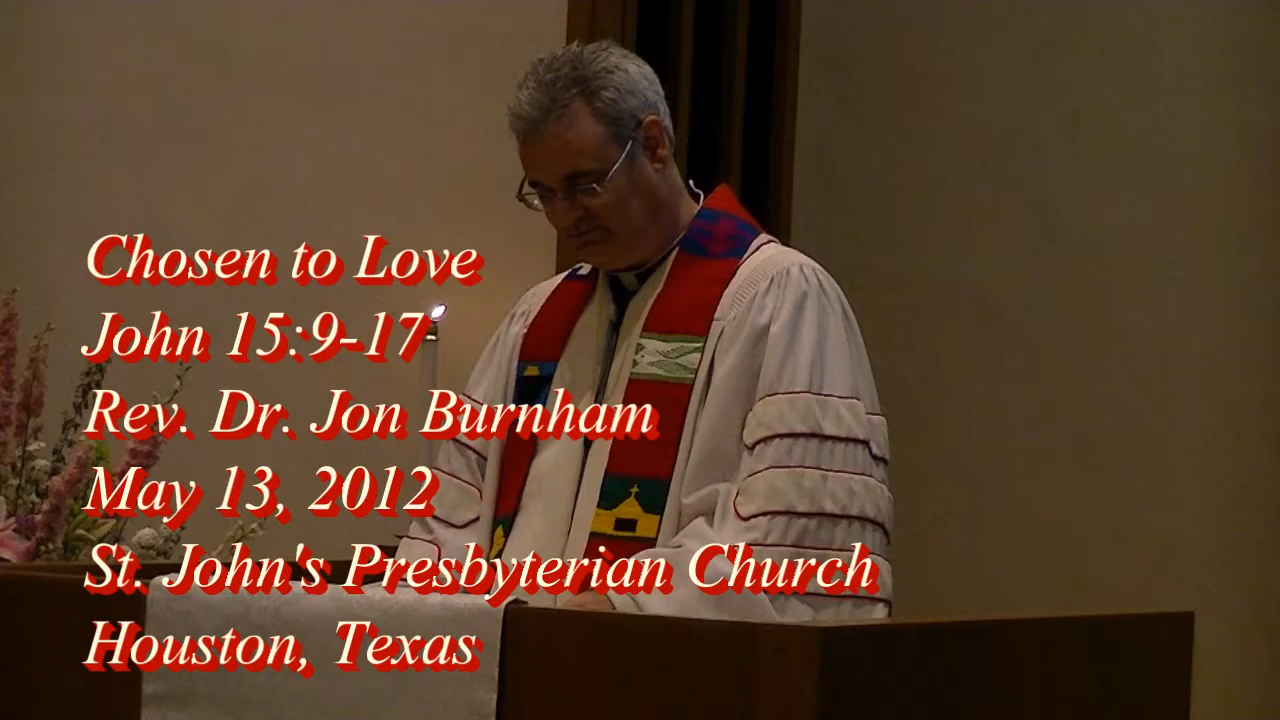 Chosen to Love
John 15:9-17
Rev. Dr. Jon Burnham
May 13, 2012
St. John's Presbyterian Church
Houston, Texas